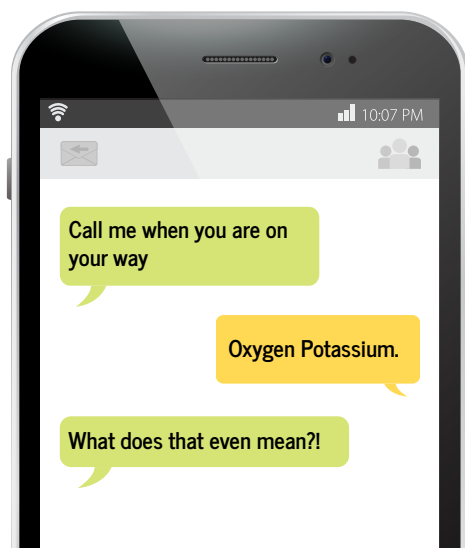 10:07 PM
Call me when you are on
your way
Oxygen Potassium.
What does that even mean?!